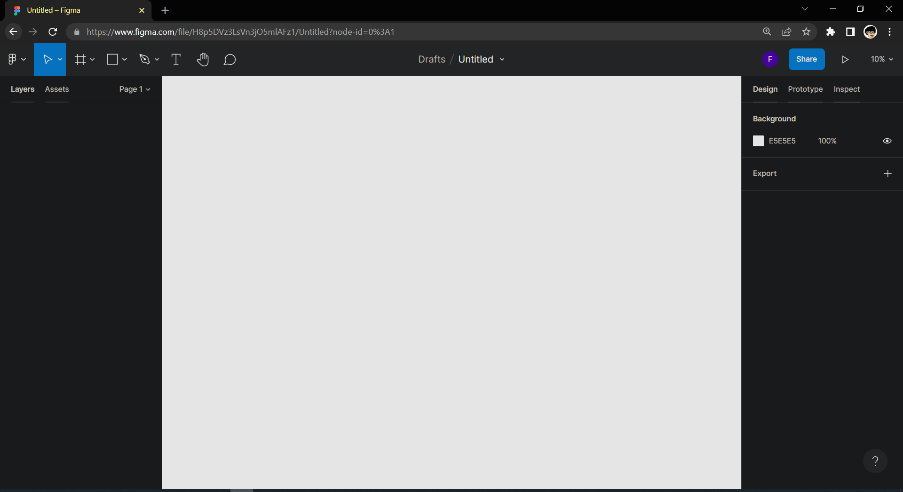 Untitled – Figma
https://www.figma.com/file/H8p5DVz3LsVn3jO5mlAFz1/Untitled?node-id=0%3A1
Drafts / Untitled
F
Share
10%
Layers
Assets
Page 1
Design
Prototype
Inspect
Background
E5E5E5
100%
Export
?